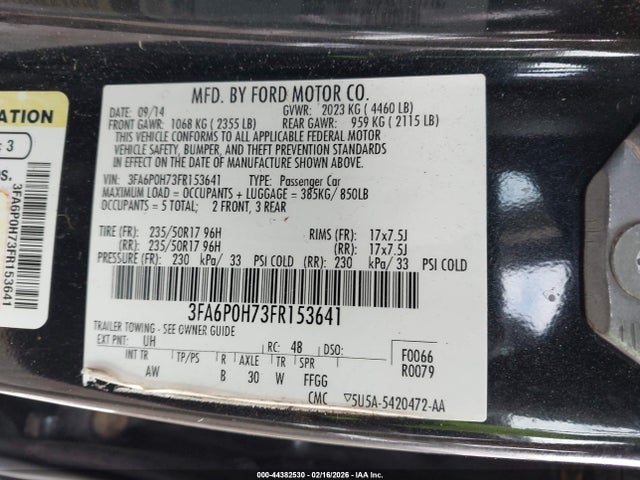 ATION
: 3
OS.
3FA6P0H73FR153641
MFD. BY FORD MOTOR CO.
DATE: 09/14 GVWR: 2023 KG ( 4460 LB)
FRONT GAWR: 1068 KG ( 2355 LB) REAR GAWR: 959 KG ( 2115 LB)
THIS VEHICLE CONFORMS TO ALL APPLICABLE FEDERAL MOTOR
VEHICLE SAFETY, BUMPER, AND THEFT PREVENTION STANDARDS
IN EFFECT ON THE DATE OF MANUFACTURE SHOWN ABOVE.
VIN: 3FA6P0H73FR153641 TYPE: Passenger Car
MAXIMUM LOAD = OCCUPANTS + LUGGAGE = 385KG/ 850LB
OCCUPANTS = 5 TOTAL; 2 FRONT, 3 REAR
TIRE (FR): 235/50R17 96H RIMS (FR): 17x7.5J
(RR): 235/50R17 96H (RR): 17x7.5J
PRESSURE (FR): 230 kPa/ 33 PSI COLD (RR): 230 kPa/ 33 PSI COLD
3FA6P0H73FR153641
TRAILER TOWING - SEE OWNER GUIDE
EXT PNT: UH RC: 48 DSO: F0066
INT TR TP/PS R AXLE TR SPR R0079
AW B 30 W FFGG
CMC ▽5U5A-5420472-AA
000-44382530 - 02/16/2026 - IAA Inc.